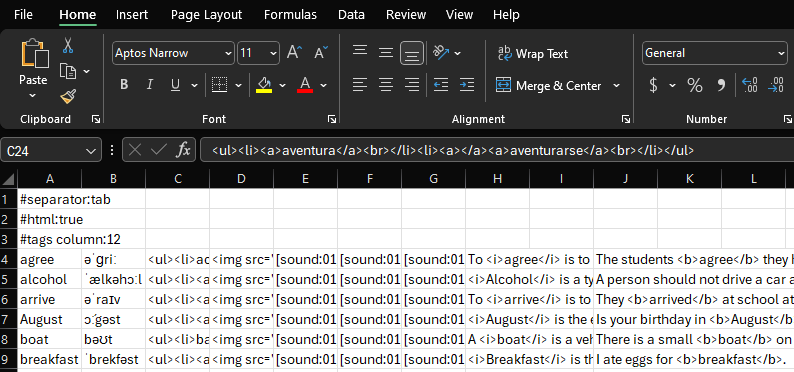 File Home Insert Page Layout Formulas Data Review View Help
Paste
Aptos Narrow 11 A A
B I U A
ab c Wrap Text
Merge & Center
General
$ % 9 .00 .0
Clipboard Font Alignment Number
C24 fx <ul><li><a>aventura</a><br></li><li><a></a><a>aventurarse</a><br></li></ul>
A B C D E F G H I J K L
1 #separator:tab
2 #html:true
3 #tags column:12
4 agree əˈɡriː <ul><li>ac <img src=' [sound:01 [sound:01 [sound:01 To <i>agree</i> is to The students <b>agree</b> they h
5 alcohol ˈælkəhɔːl <ul><li><a <img src=' [sound:01 [sound:01 [sound:01 <i>Alcohol</i> is a ty A person should not drive a car a
6 arrive əˈraɪv <ul><li><a <img src=' [sound:01 [sound:01 [sound:01 To <i>arrive</i> is to They <b>arrived</b> at school at
7 August ɔːˈɡəst <ul><li><a <img src=' [sound:01 [sound:01 [sound:01 <i>August</i> is the Is your birthday in <b>August</b
8 boat bəʊt <ul><li>ba <img src=' [sound:01 [sound:01 [sound:01 A <i>boat</i> is a veh There is a small <b>boat</b> on
9 breakfast ˈbrekfəst <ul><li><a <img src=' [sound:01 [sound:01 [sound:01 <i>Breakfast</i> is th I ate eggs for <b>breakfast</b>.